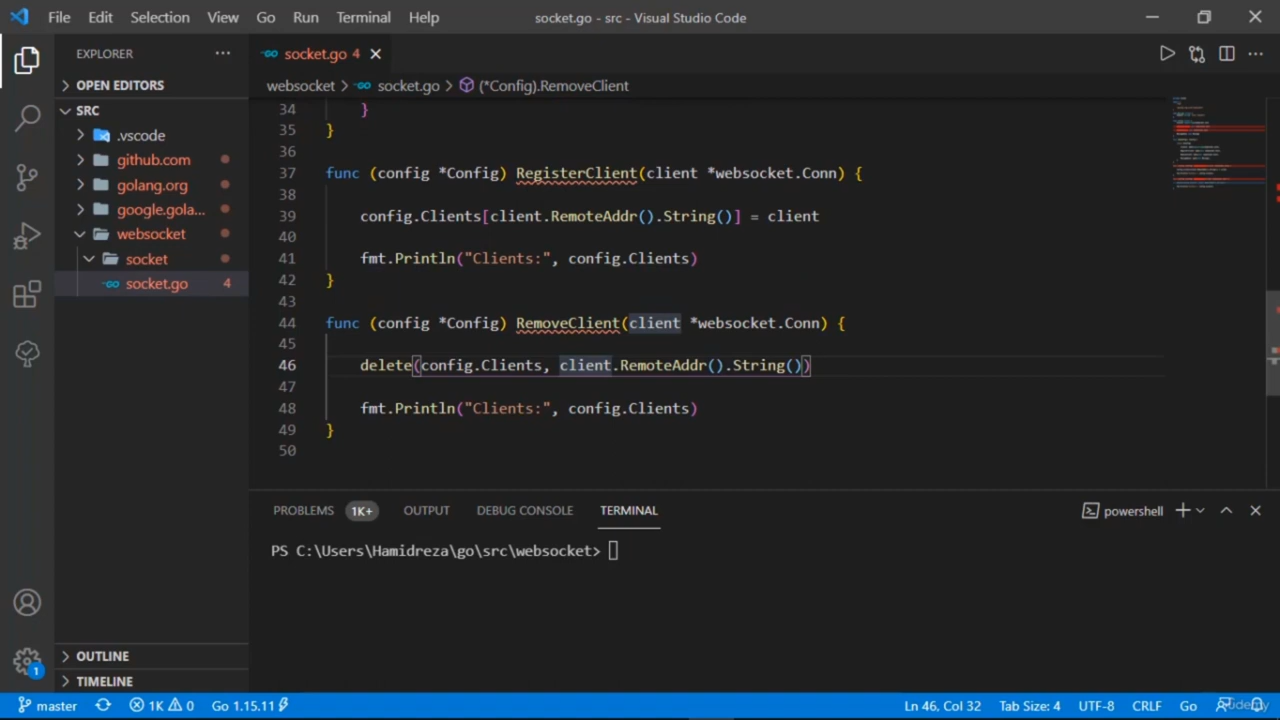 File Edit Selection View Go Run Terminal Help socket.go - src - Visual Studio Code
EXPLORER
OPEN EDITORS
SRC
.vscode
github.com
golang.org
google.gola...
websocket
socket
socket.go 4
OUTLINE
TIMELINE
socket.go 4
websocket > socket.go > (*Config).RemoveClient
34 }
35 }
36
37 func (config *Config) RegisterClient(client *websocket.Conn) {
38
39 config.Clients[client.RemoteAddr().String()] = client
40
41 fmt.Println("Clients:", config.Clients)
42 }
43
44 func (config *Config) RemoveClient(client *websocket.Conn) {
45
46 delete(config.Clients, client.RemoteAddr().String())
47
48 fmt.Println("Clients:", config.Clients)
49 }
50
PROBLEMS 1K+ OUTPUT DEBUG CONSOLE TERMINAL powershell
PS C:\Users\Hamidreza\go\src\websocket>
1
master 1K 0 Go 1.15.11 Ln 46, Col 32 Tab Size: 4 UTF-8 CRLF Go